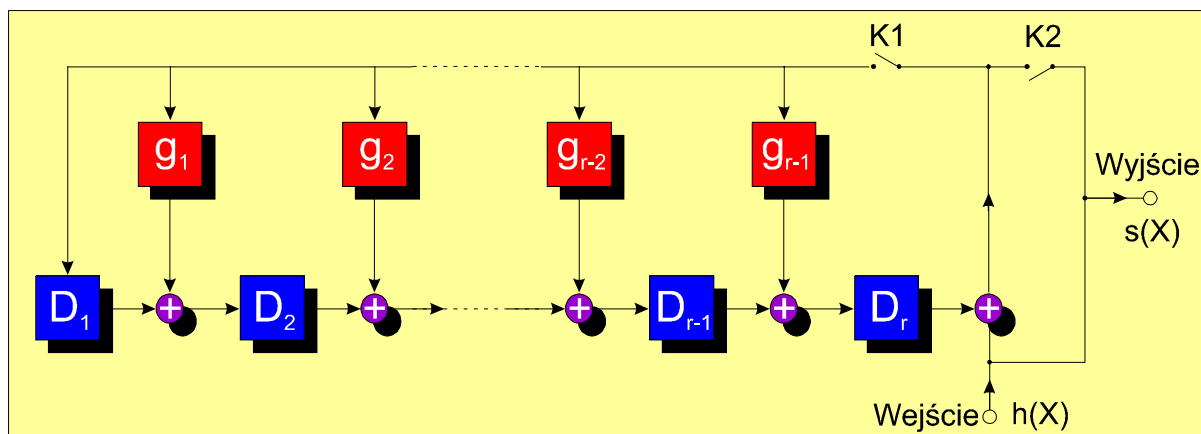 K1
K2
g1
g2
gr-2
gr-1
Wyjście
s(X)
D1
+
D2
+
+
Dr-1
+
Dr
+
Wejście
h(X)